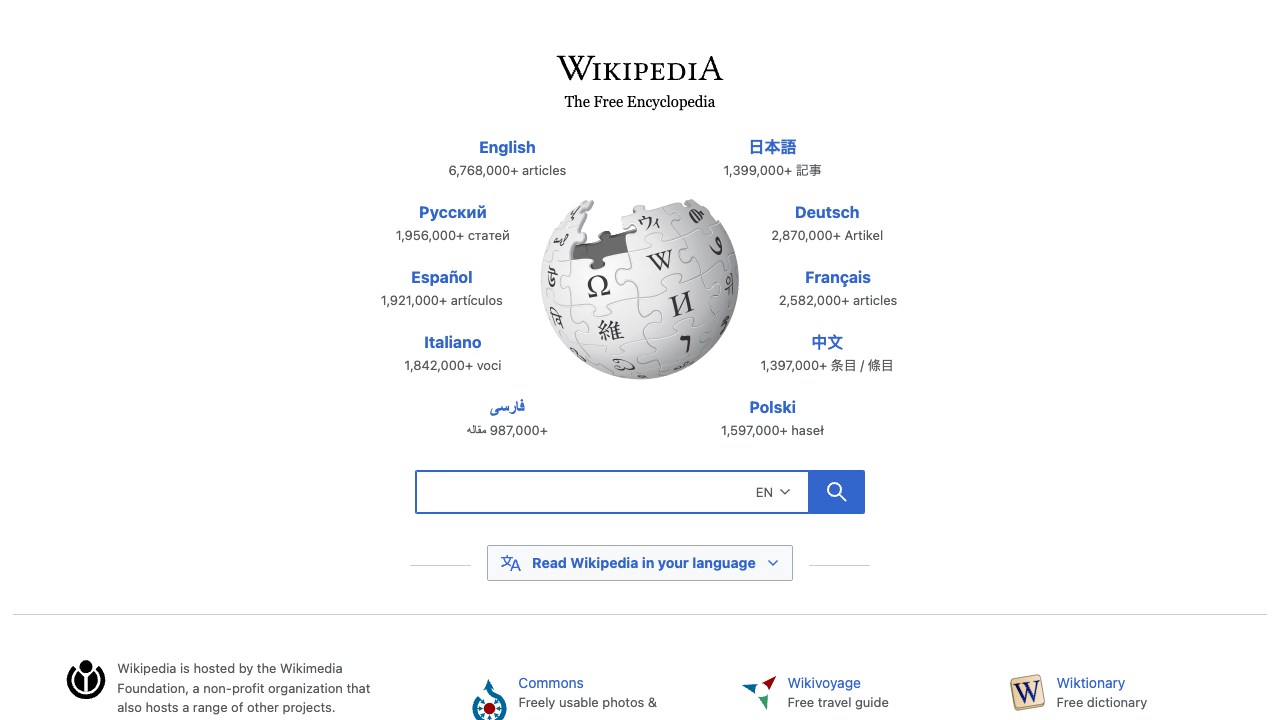 WIKIPEDIA
The Free Encyclopedia
English
6,768,000+ articles
日本語
1,399,000+ 記事
Русский
1,956,000+ статей
Deutsch
2,870,000+ Artikel
Español
1,921,000+ artículos
Français
2,582,000+ articles
Italiano
1,842,000+ voci
中文
1,397,000+ 条目 / 條目
فارسی
987,000+ مقاله
Polski
1,597,000+ haseł
Ω
W
И
維
ウィ
EN
Read Wikipedia in your language
Wikipedia is hosted by the Wikimedia
Foundation, a non-profit organization that
also hosts a range of other projects.
Commons
Freely usable photos &
Wikivoyage
Free travel guide
W
Wiktionary
Free dictionary